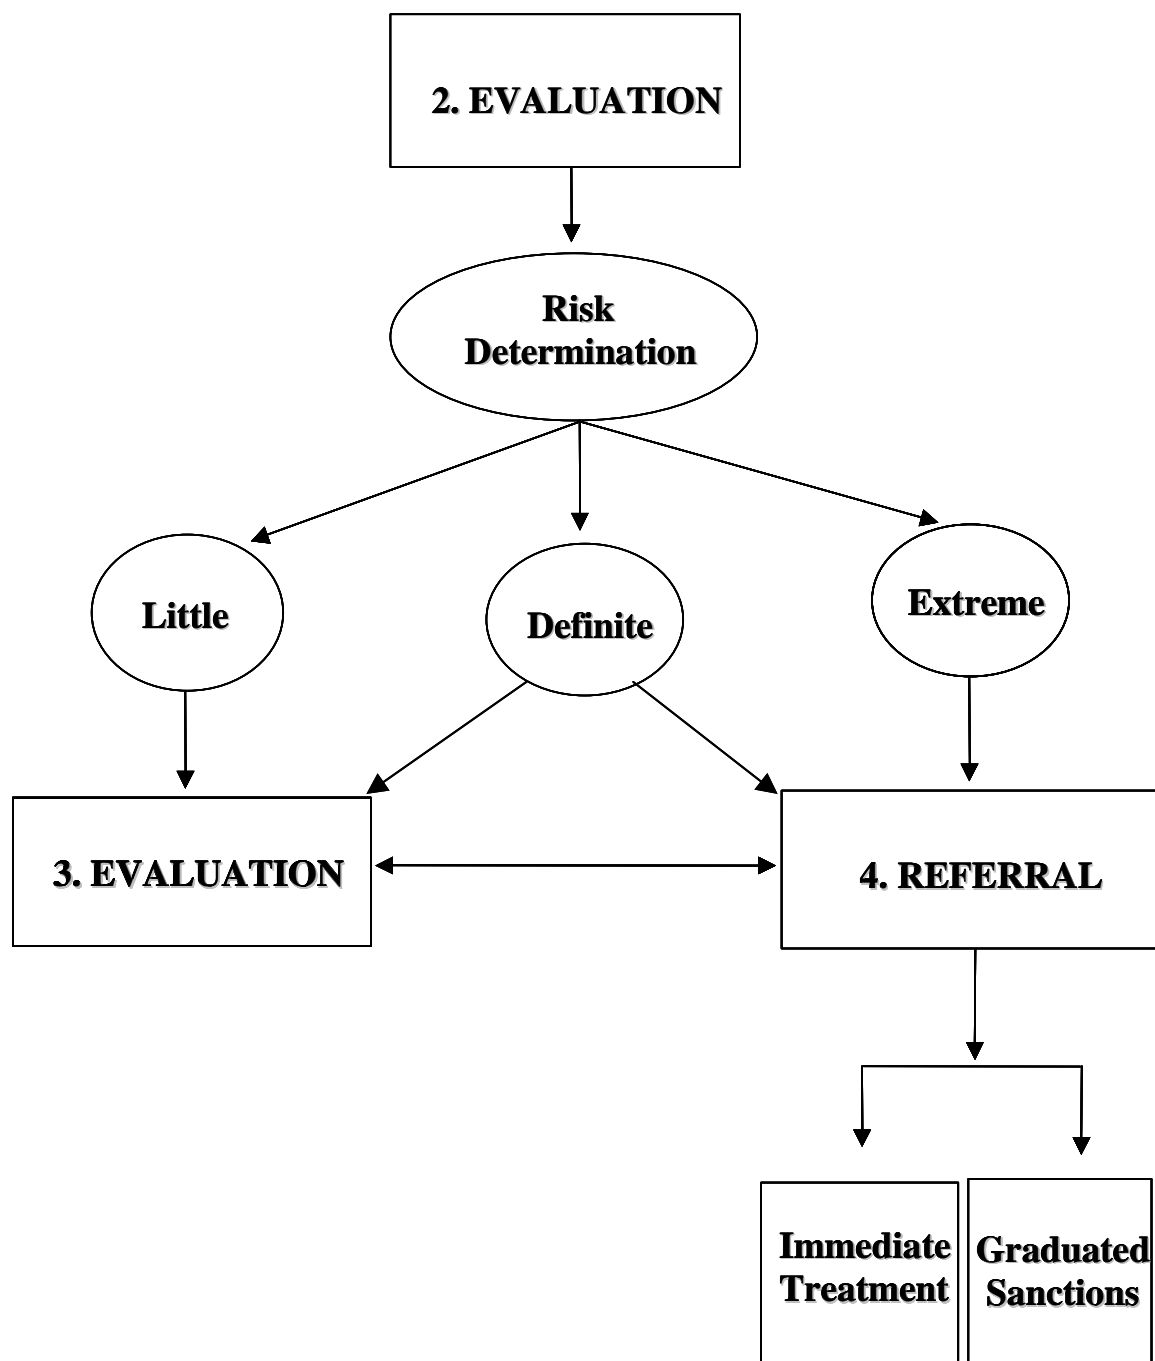 2. EVALUATION
Risk
Determination
Little
Definite
Extreme
3. EVALUATION
4. REFERRAL
Immediate
Treatment
Graduated
Sanctions